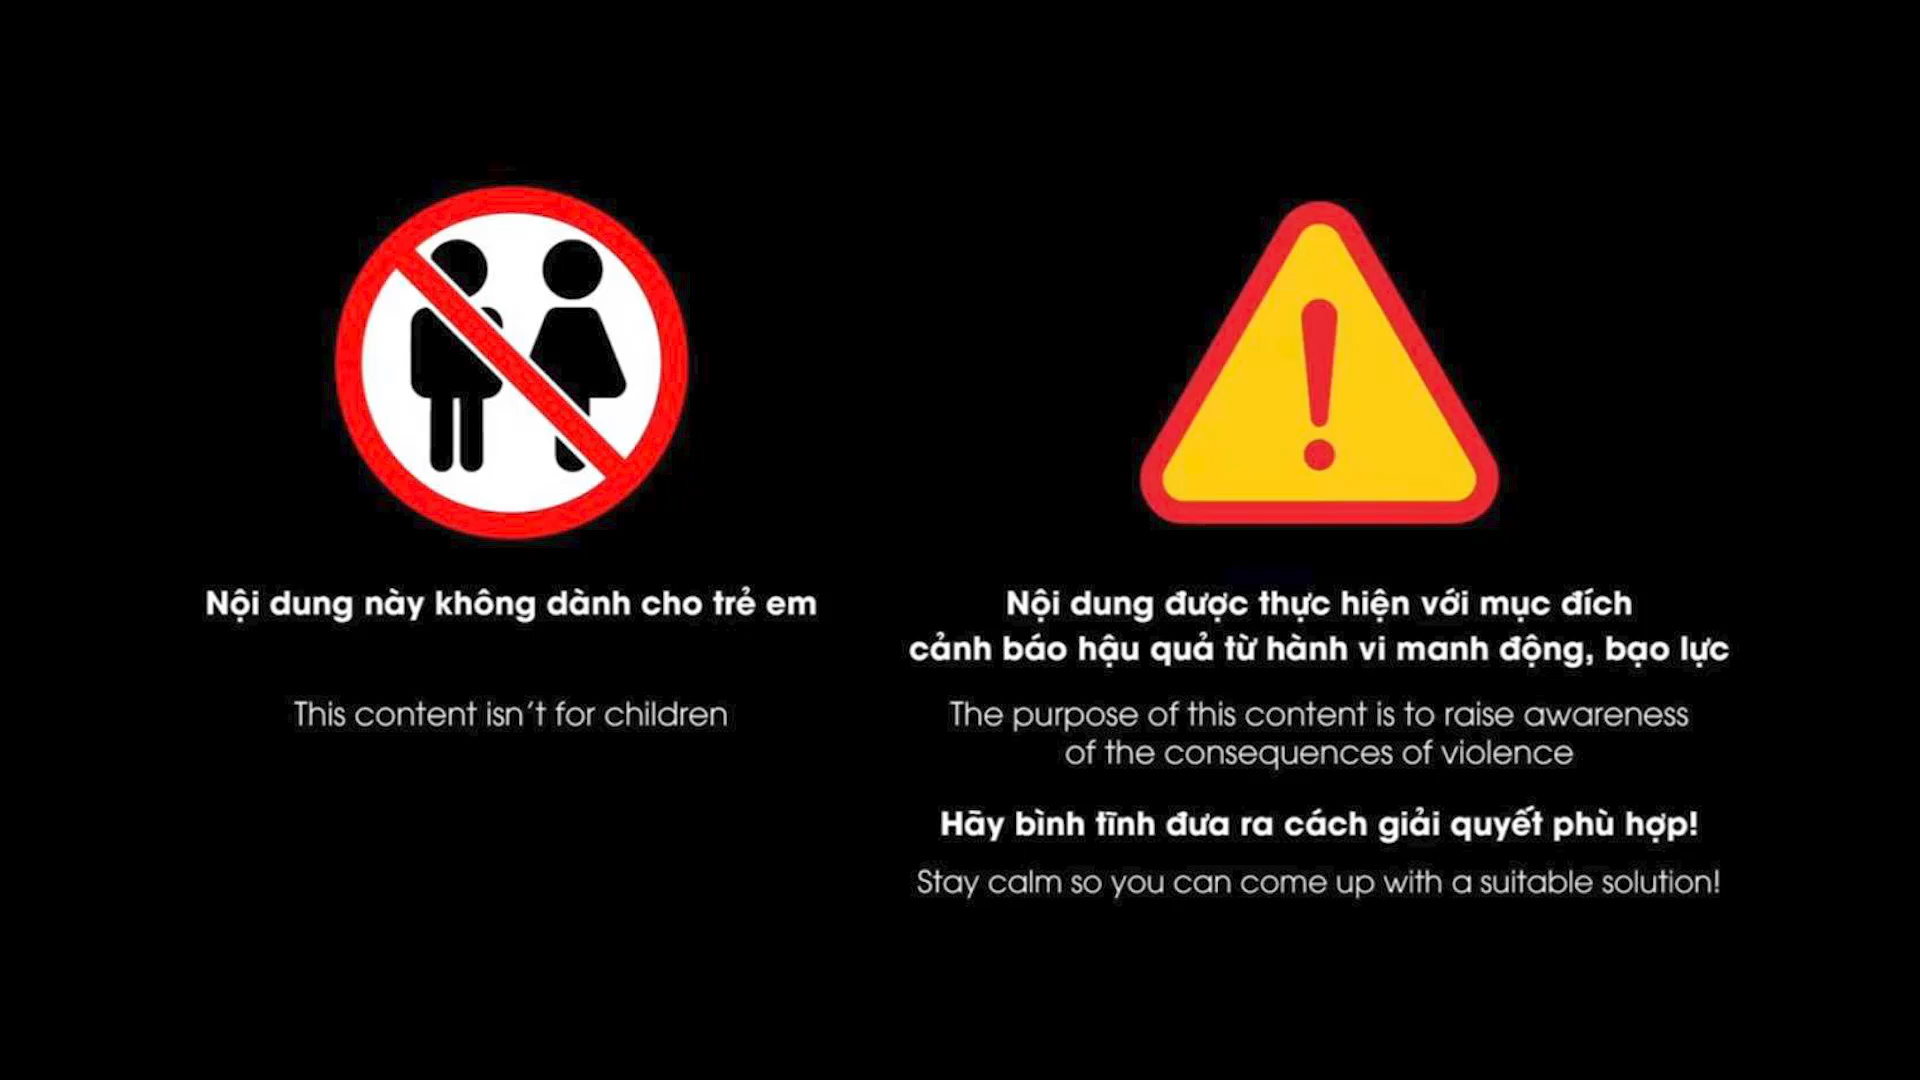 Nội dung này không dành cho trẻ em
This content isn't for children
Nội dung được thực hiện với mục đích
cảnh báo hậu quả từ hành vi manh động, bạo lực
The purpose of this content is to raise awareness
of the consequences of violence
Hãy bình tĩnh đưa ra cách giải quyết phù hợp!
Stay calm so you can come up with a suitable solution!